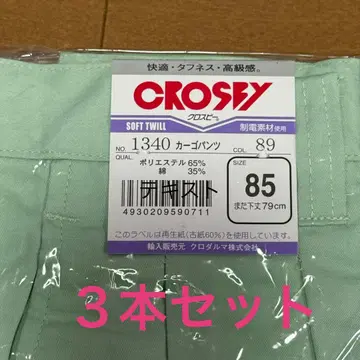 快適・タフネス・高級感。
CROSBY
クロスビー
SOFT TWILL
制電素材使用
NO. 1340 カーゴパンツ COL. 89
QUAL.
ポリエステル 65%
綿 35%
SIZE
85
また下丈79cm
テキスト
4930209590711
このラベルは再生紙(古紙60%)を使用しています。
輸入販売元 クロダルマ株式会社
3本セット